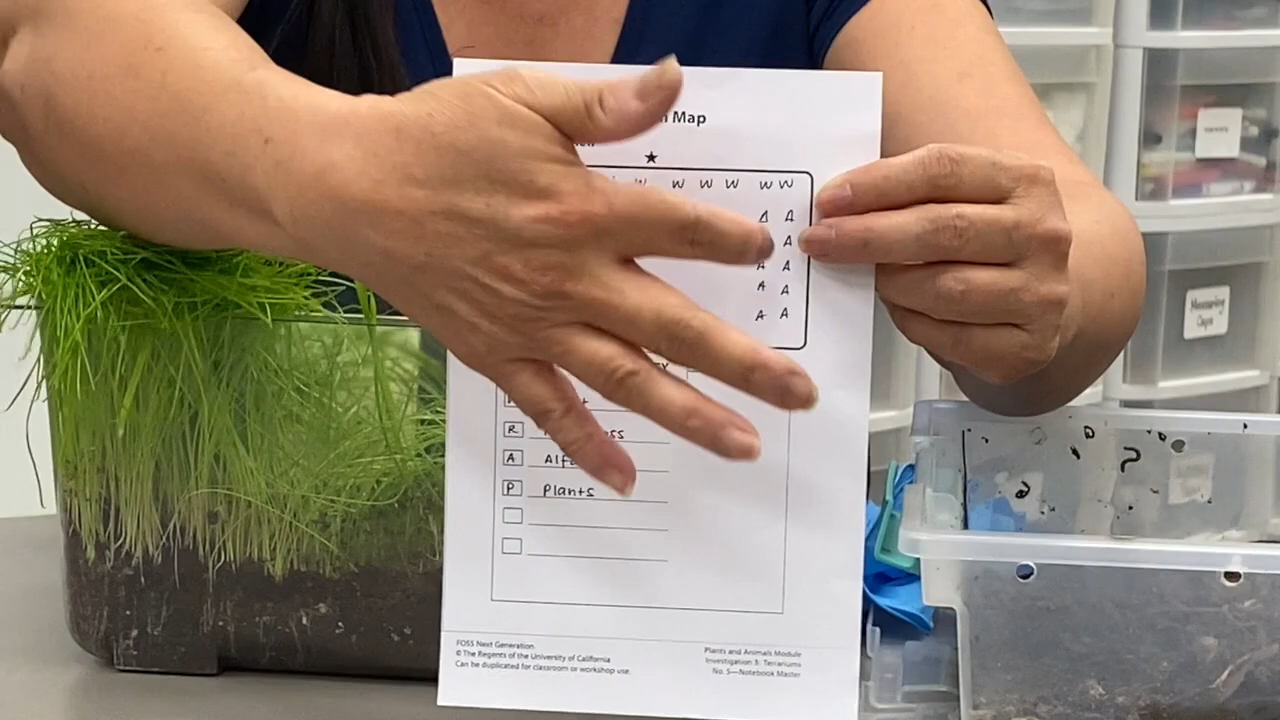 Map
★
W W W W W W
A A
A
A A
A A
A A
R ss
A Alf
P Plants
FOSS Next Generation
© The Regents of the University of California
Can be duplicated for classroom or workshop use.
Plants and Animals Module
Investigation 3: Terrariums
No. 5—Notebook Master
Measuring
Cups